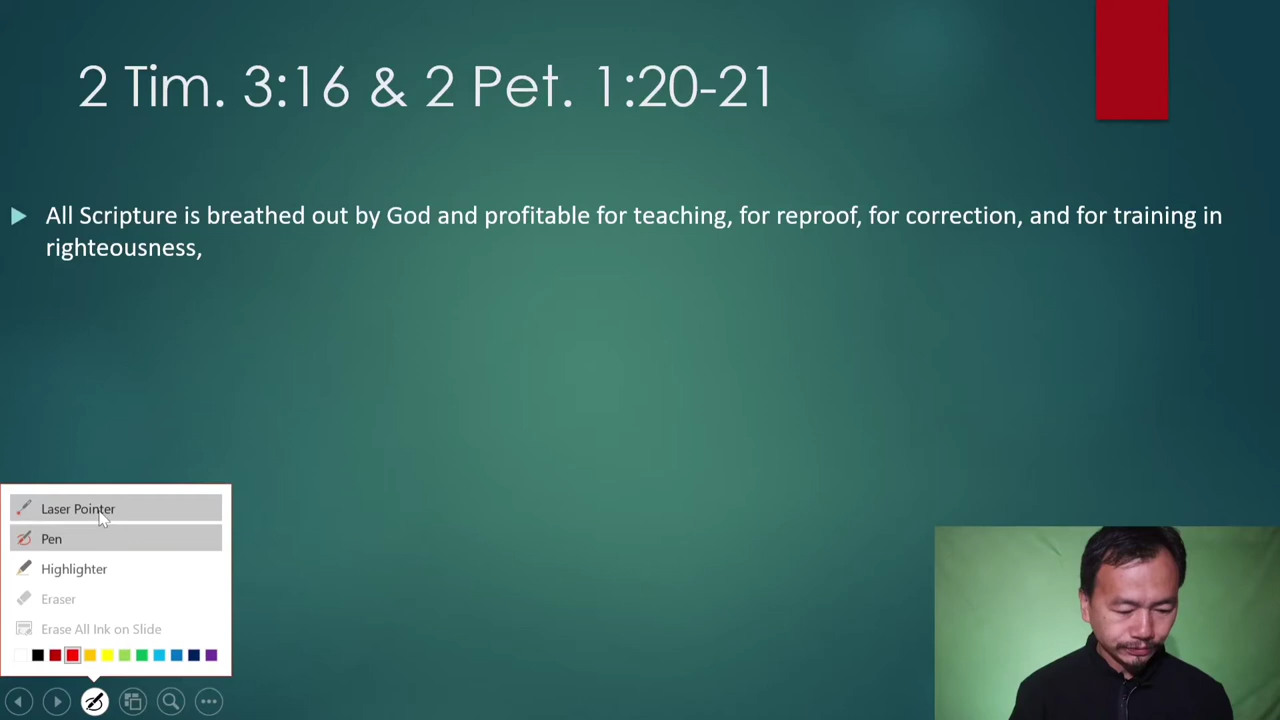 2 Tim. 3:16 & 2 Pet. 1:20-21
All Scripture is breathed out by God and profitable for teaching, for reproof, for correction, and for training in
righteousness,
Laser Pointer
Pen
Highlighter
Eraser
Erase All Ink on Slide